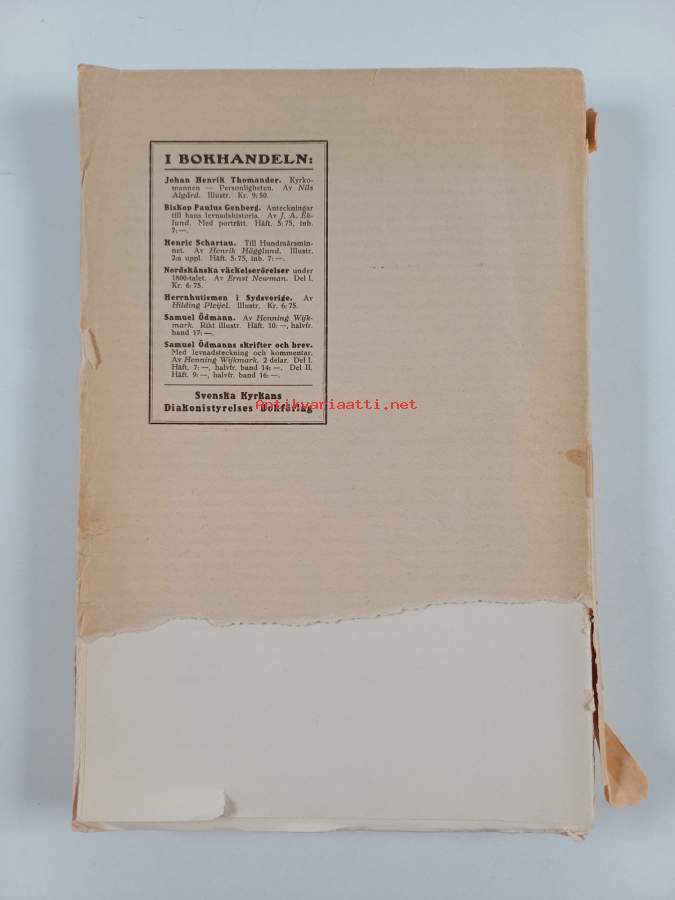 I BOKHANDELN:
Johan Henrik Thomander. Kyrko-
mannen — Personligheten. Av Nils
Algård. Illustr. Kr. 9: 50.
Biskop Paulus Genberg. Anteckningar
till hans levnadshistoria. Av J. A. Ek-
lund. Med porträtt. Häft. 5: 75, inb.
7: —.
Henric Schartau. Till Hundraårsmin-
net. Av Henrik Hägglund. Illustr.
2:a uppl. Häft. 5: 75, inb. 7: —.
Nordskånska väckelserörelser under
1800-talet. Av Ernst Newman. Del I.
Kr. 6: 75.
Herrnhutismen i Sydsverige. Av
Hilding Pleijel. Illustr. Kr. 6: 75.
Samuel Ödmann. Av Henning Wijk-
mark. Rikt illustr. Häft. 10: —, halvfr.
band 17: —.
Samuel Ödmanns skrifter och brev.
Med levnadsteckning och kommentar.
Av Henning Wijkmark. 2 delar. Del I.
Häft. 7: —, halvfr. band 14: —. Del II.
Häft. 9: —, halvfr. band 16: —.
Svenska Kyrkans
Diakonistyrelses Bokförlag
Antikvariaatti.net